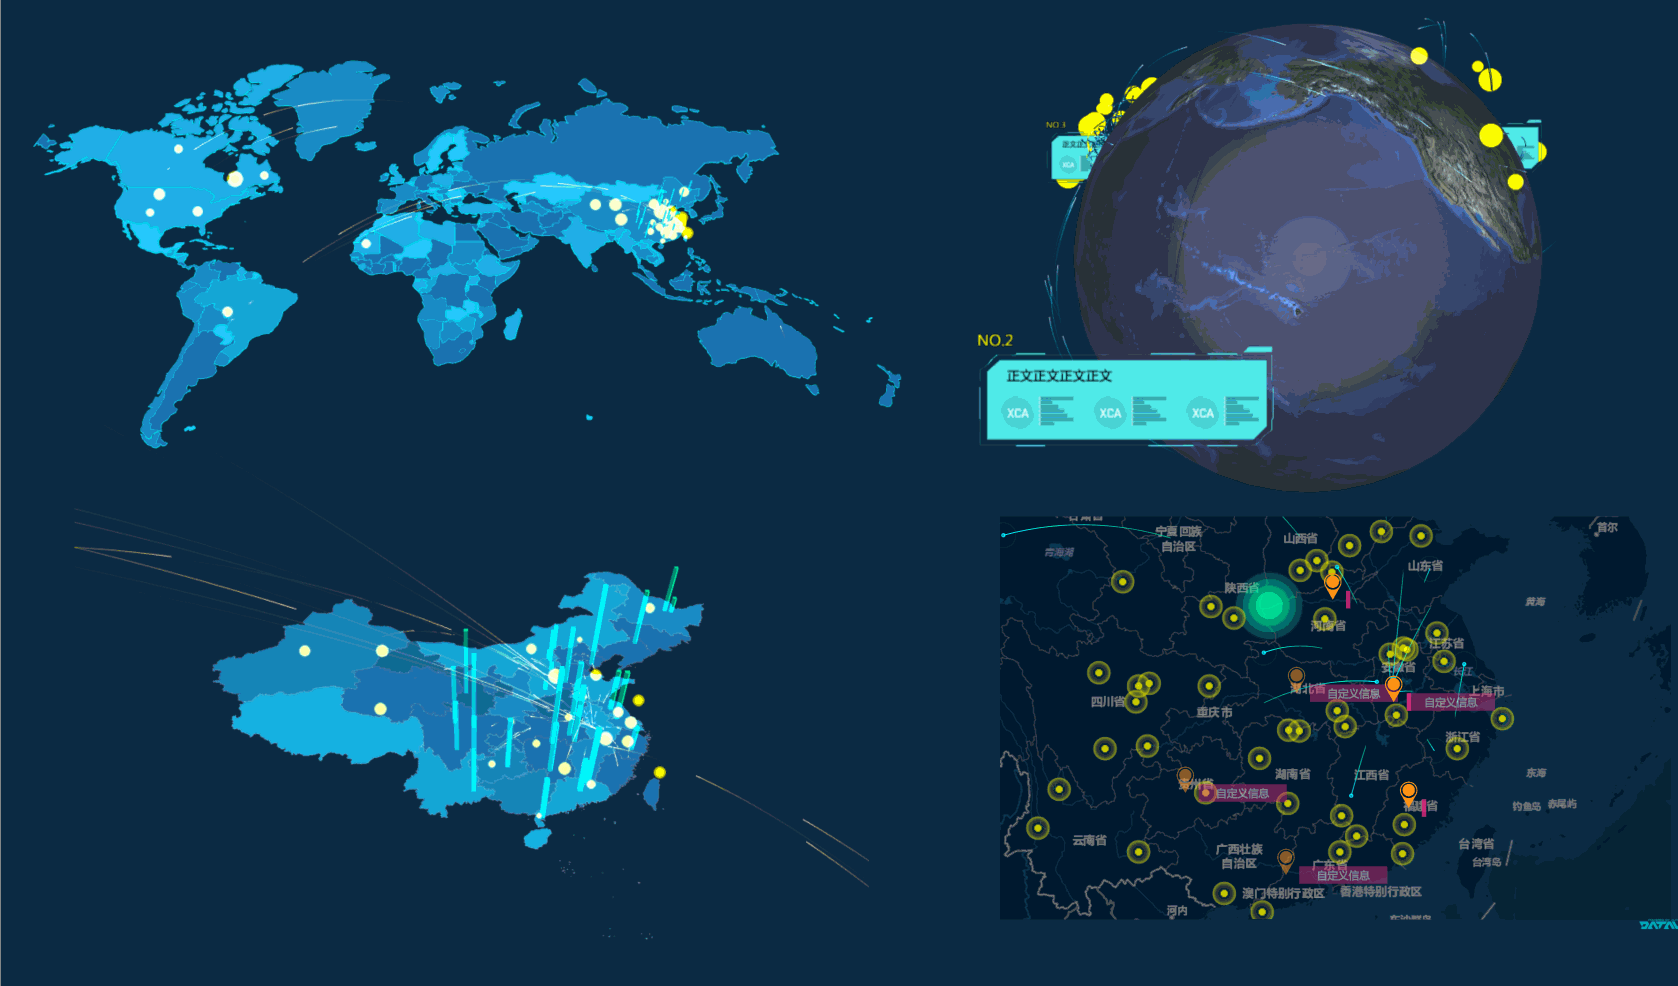 NO.3
正文正文
XCA
NO.2
正文正文正文正文
XCA
XCA
XCA
宁夏回族
自治区
山西省
首尔
青海湖
山东省
陕西省
黄海
河南省
江苏省
安徽省
长江
四川省
湖北省
自定义信息
上海市
自定义信息
重庆市
浙江省
湖南省
江西省
东海
贵州省
自定义信息
福建省
钓鱼岛
赤尾屿
云南省
广西壮族
自治区
台湾省
台湾岛
广东省
自定义信息
澳门特别行政区
香港特别行政区
河内